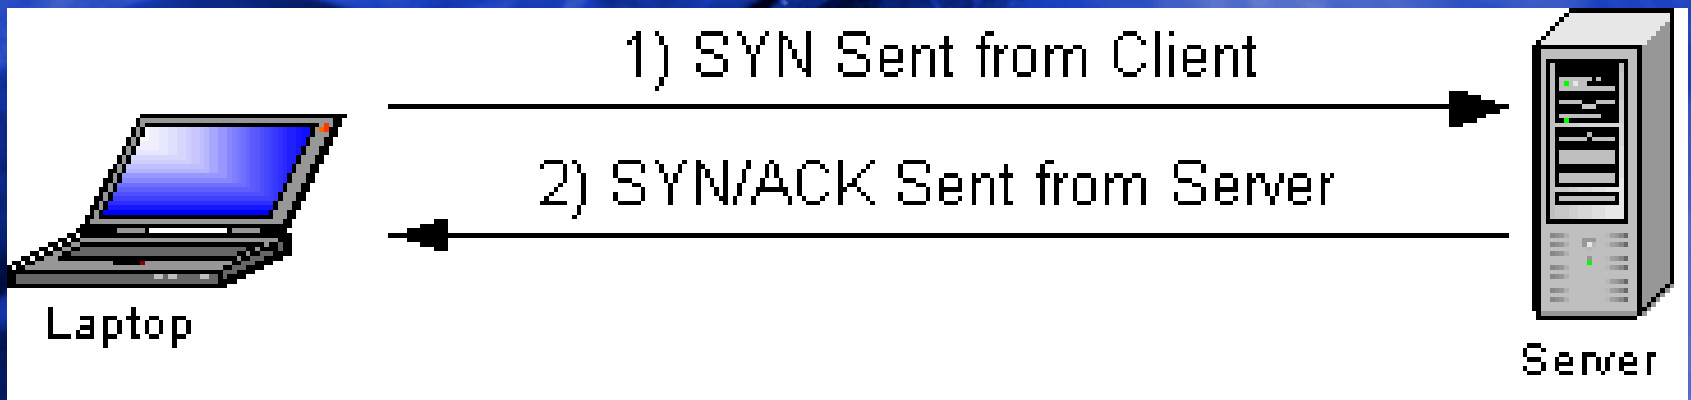 1) SYN Sent from Client
2) SYN/ACK Sent from Server
Laptop
Server